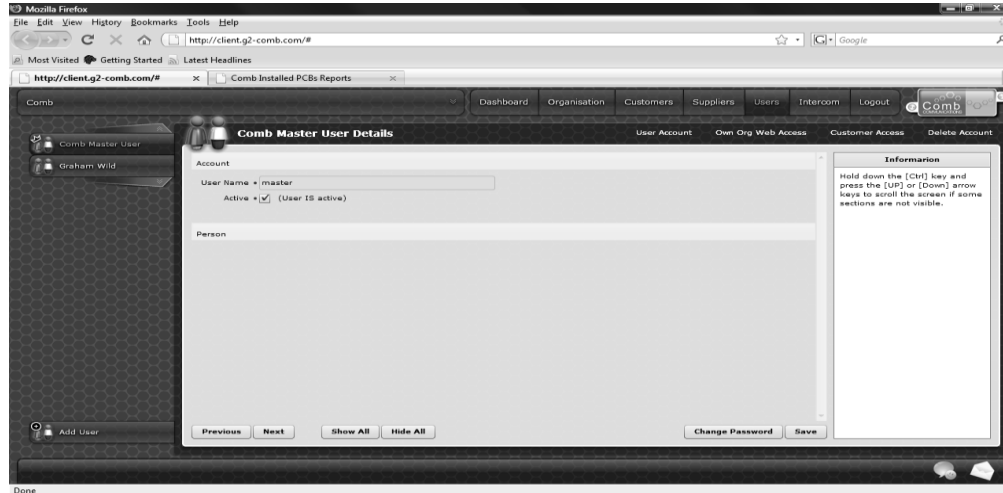 Mozilla Firefox
File Edit View History Bookmarks Tools Help
http://client.g2-comb.com/#
G Google
Most Visited Getting Started Latest Headlines
http://client.g2-comb.com/# Comb Installed PCBs Reports
Comb Dashboard Organisation Customers Suppliers Users Intercom Logout Comb
Comb Master User
Graham Wild
Comb Master User Details User Account Own Org Web Access Customer Access Delete Account
Account
User Name master
Active (User IS active)
Person
Informarion
Hold down the [Ctrl] key and
press the [UP] or [Down] arrow
keys to scroll the screen if some
sections are not visible.
Add User
Previous Next Show All Hide All Change Password Save
Done